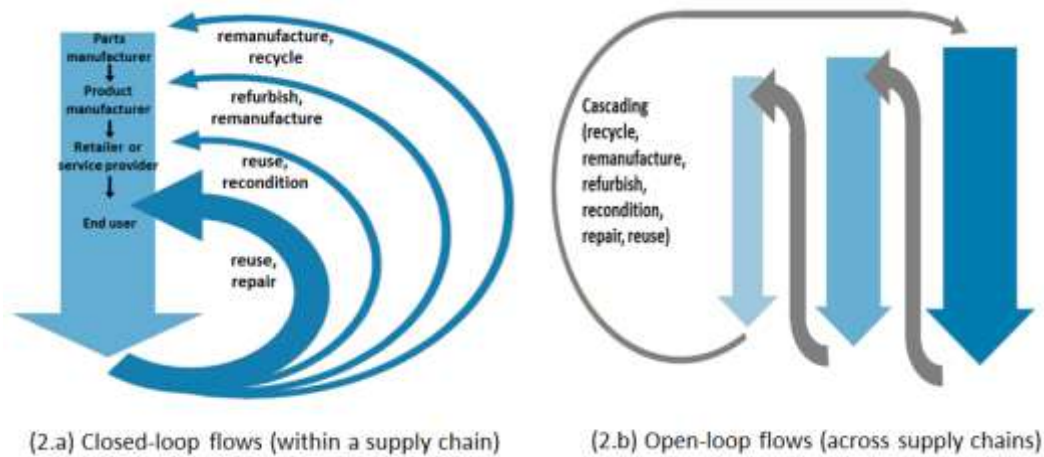 Parts
manufacturer
Product
manufacturer
Retailer or
service provider
End user
remanufacture,
recycle
refurbish,
remanufacture
reuse,
recondition
reuse,
repair
(2.a) Closed-loop flows (within a supply chain)
Cascading
(recycle,
remanufacture,
refurbish,
recondition,
repair, reuse)
(2.b) Open-loop flows (across supply chains)